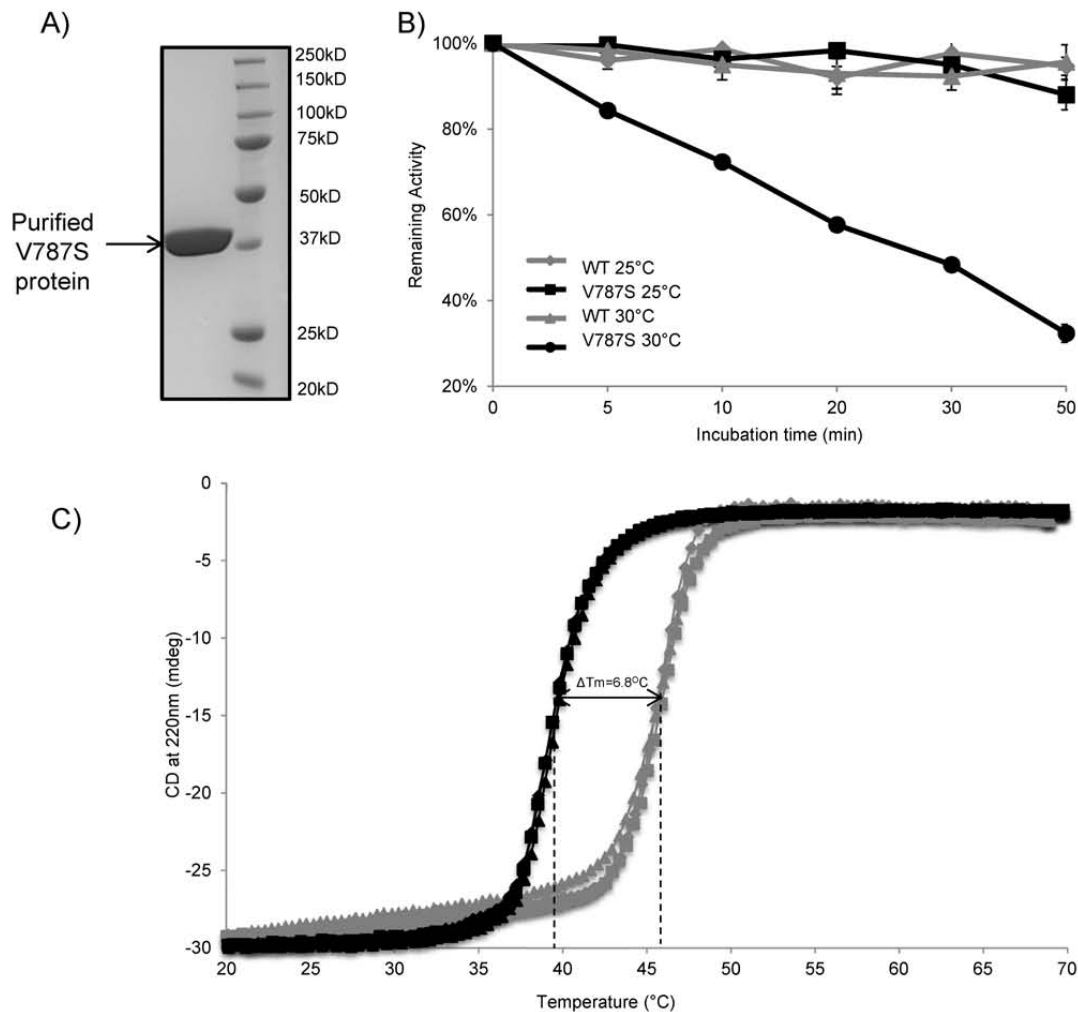 A)
250kD
150kD
100kD
75kD
50kD
37kD
25kD
20kD
Purified
V787S
protein
B)
100%
80%
60%
40%
20%
Remaining Activity
WT 25°C
V787S 25°C
WT 30°C
V787S 30°C
0 5 10 20 30 50
Incubation time (min)
C)
0
-5
-10
-15
-20
-25
-30
CD at 220nm (mdeg)
ΔTm=6.8⁰C
20 25 30 35 40 45 50 55 60 65 70
Temperature (°C)